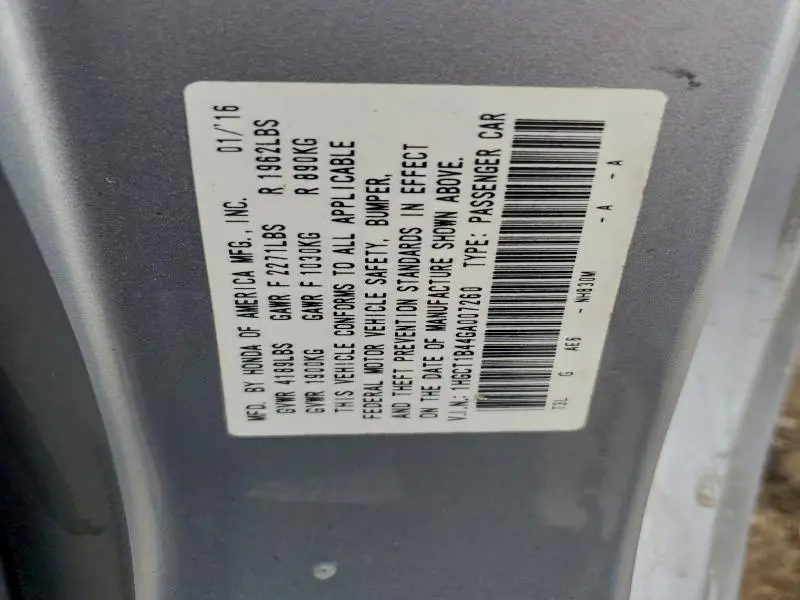 MFD. BY HONDA OF AMERICA MFG., INC. 01/'16
GVWR 4189LBS GAWR F 2271LBS R 1962LBS
GVWR 1900KG GAWR F 1030KG R 890KG
THIS VEHICLE CONFORMS TO ALL APPLICABLE
FEDERAL MOTOR VEHICLE SAFETY, BUMPER,
AND THEFT PREVENTION STANDARDS IN EFFECT
ON THE DATE OF MANUFACTURE SHOWN ABOVE.
V.I.N.: 1HGCT1B44GA007260 TYPE: PASSENGER CAR
T3L G AE6 - NH830M - A - A